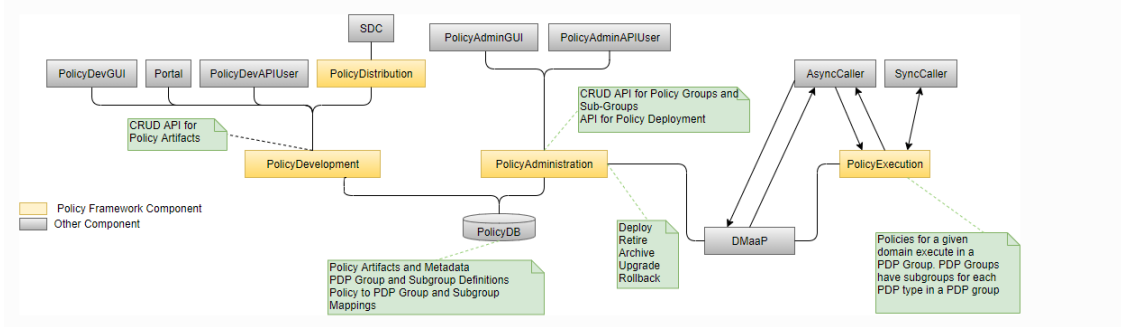 SDC
PolicyAdminGUI
PolicyAdminAPIUser
PolicyDevGUI
Portal
PolicyDevAPIUser
PolicyDistribution
AsyncCaller
SyncCaller
CRUD API for Policy Groups and
Sub-Groups
API for Policy Deployment
CRUD API for
Policy Artifacts
PolicyDevelopment
PolicyAdministration
PolicyExecution
Policy Framework Component
Other Component
PolicyDB
Deploy
Retire
Archive
Upgrade
Rollback
DMaaP
Policies for a given
domain execute in a
PDP Group. PDP Groups
have subgroups for each
PDP type in a PDP group
Policy Artifacts and Metadata
PDP Group and Subgroup Definitions
Policy to PDP Group and Subgroup
Mappings